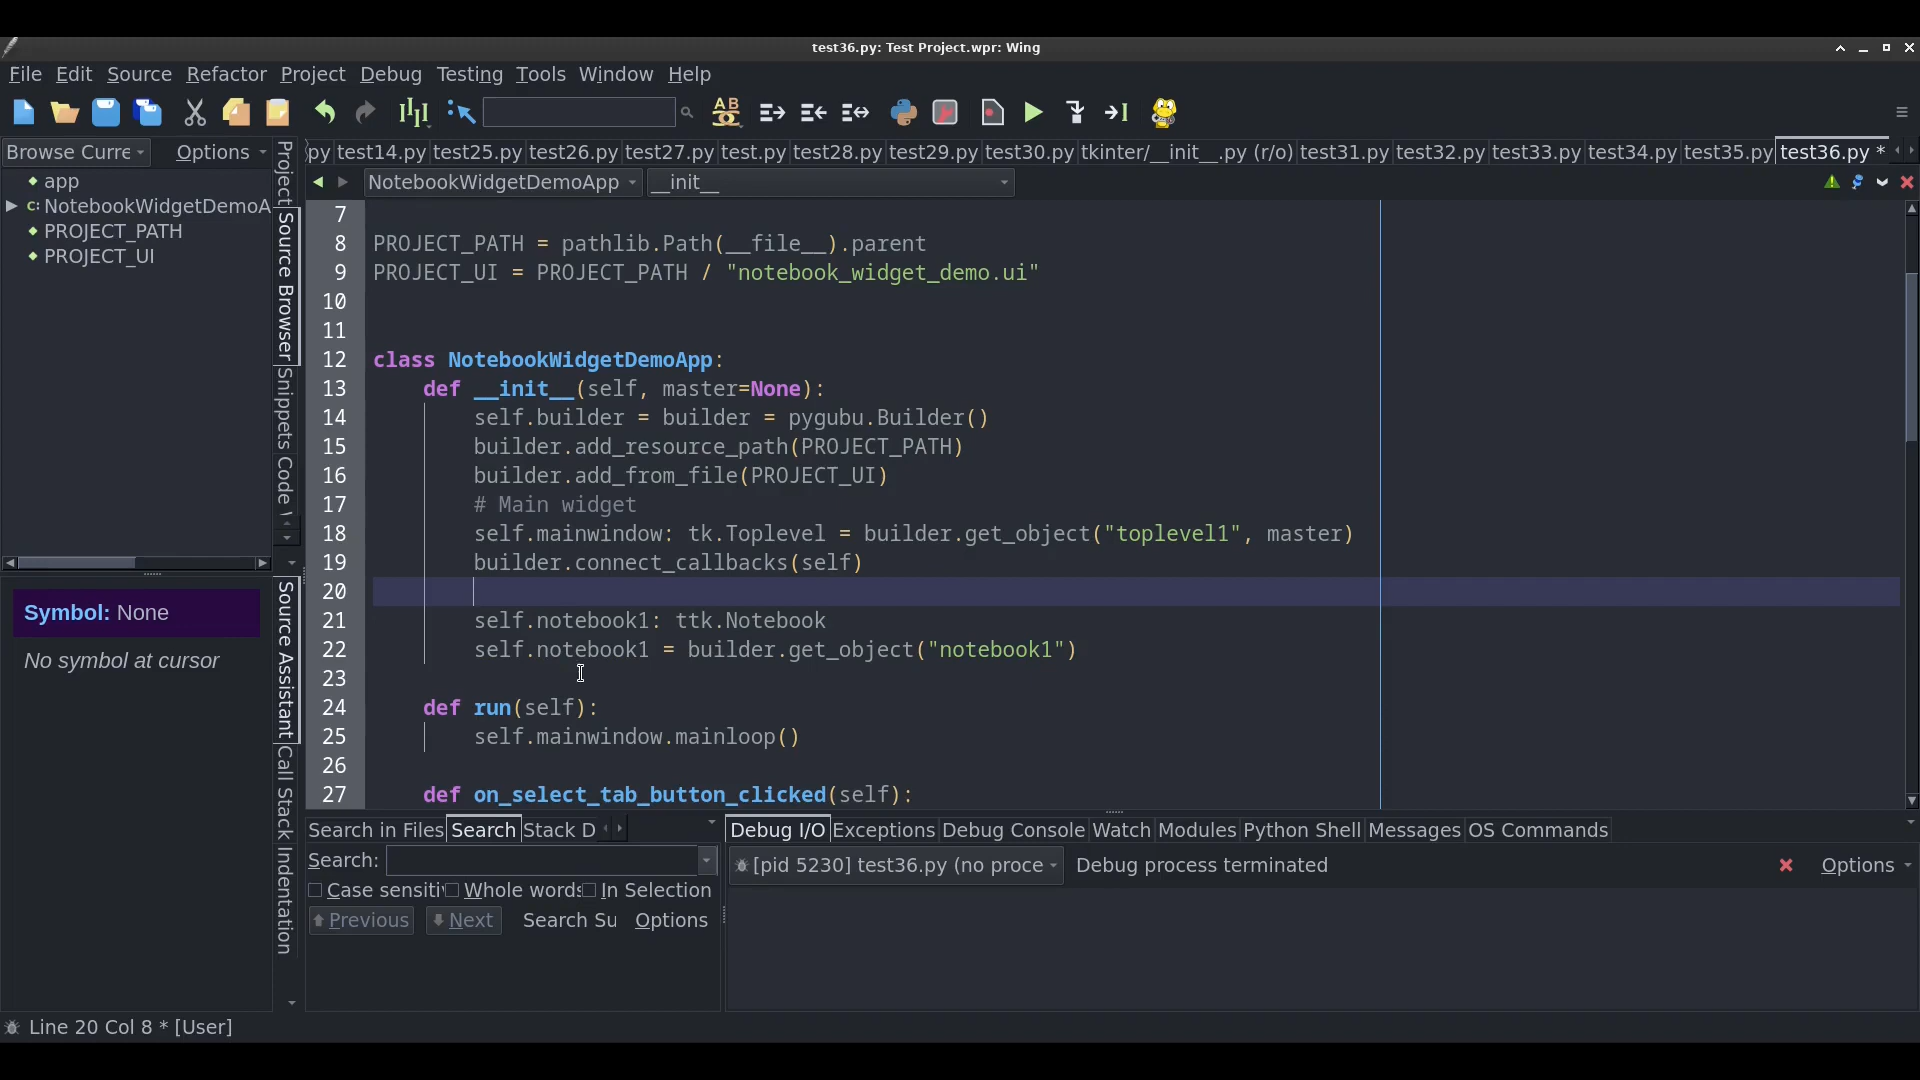 test36.py: Test Project.wpr: Wing
File Edit Source Refactor Project Debug Testing Tools Window Help
Browse Curre Options
py test14.py test25.py test26.py test27.py test.py test28.py test29.py test30.py tkinter/__init__.py (r/o) test31.py test32.py test33.py test34.py test35.py test36.py *
NotebookWidgetDemoApp __init__
app
NotebookWidgetDemoA
PROJECT_PATH
PROJECT_UI
Project
Source Browser
Snippets
Code
7
8 PROJECT_PATH = pathlib.Path(__file__).parent
9 PROJECT_UI = PROJECT_PATH / "notebook_widget_demo.ui"
10
11
12 class NotebookWidgetDemoApp:
13 def __init__(self, master=None):
14 self.builder = builder = pygubu.Builder()
15 builder.add_resource_path(PROJECT_PATH)
16 builder.add_from_file(PROJECT_UI)
17 # Main widget
18 self.mainwindow: tk.Toplevel = builder.get_object("toplevel1", master)
19 builder.connect_callbacks(self)
20
21 self.notebook1: ttk.Notebook
22 self.notebook1 = builder.get_object("notebook1")
23
24 def run(self):
25 self.mainwindow.mainloop()
26
27 def on_select_tab_button_clicked(self):
Symbol: None
No symbol at cursor
Source Assistant
Call Stack
Indentation
Search in Files Search Stack D
Search:
Case sensitiv Whole words In Selection
Previous Next Search Su Options
Debug I/O Exceptions Debug Console Watch Modules Python Shell Messages OS Commands
[pid 5230] test36.py (no proce Debug process terminated Options
Line 20 Col 8 * [User]